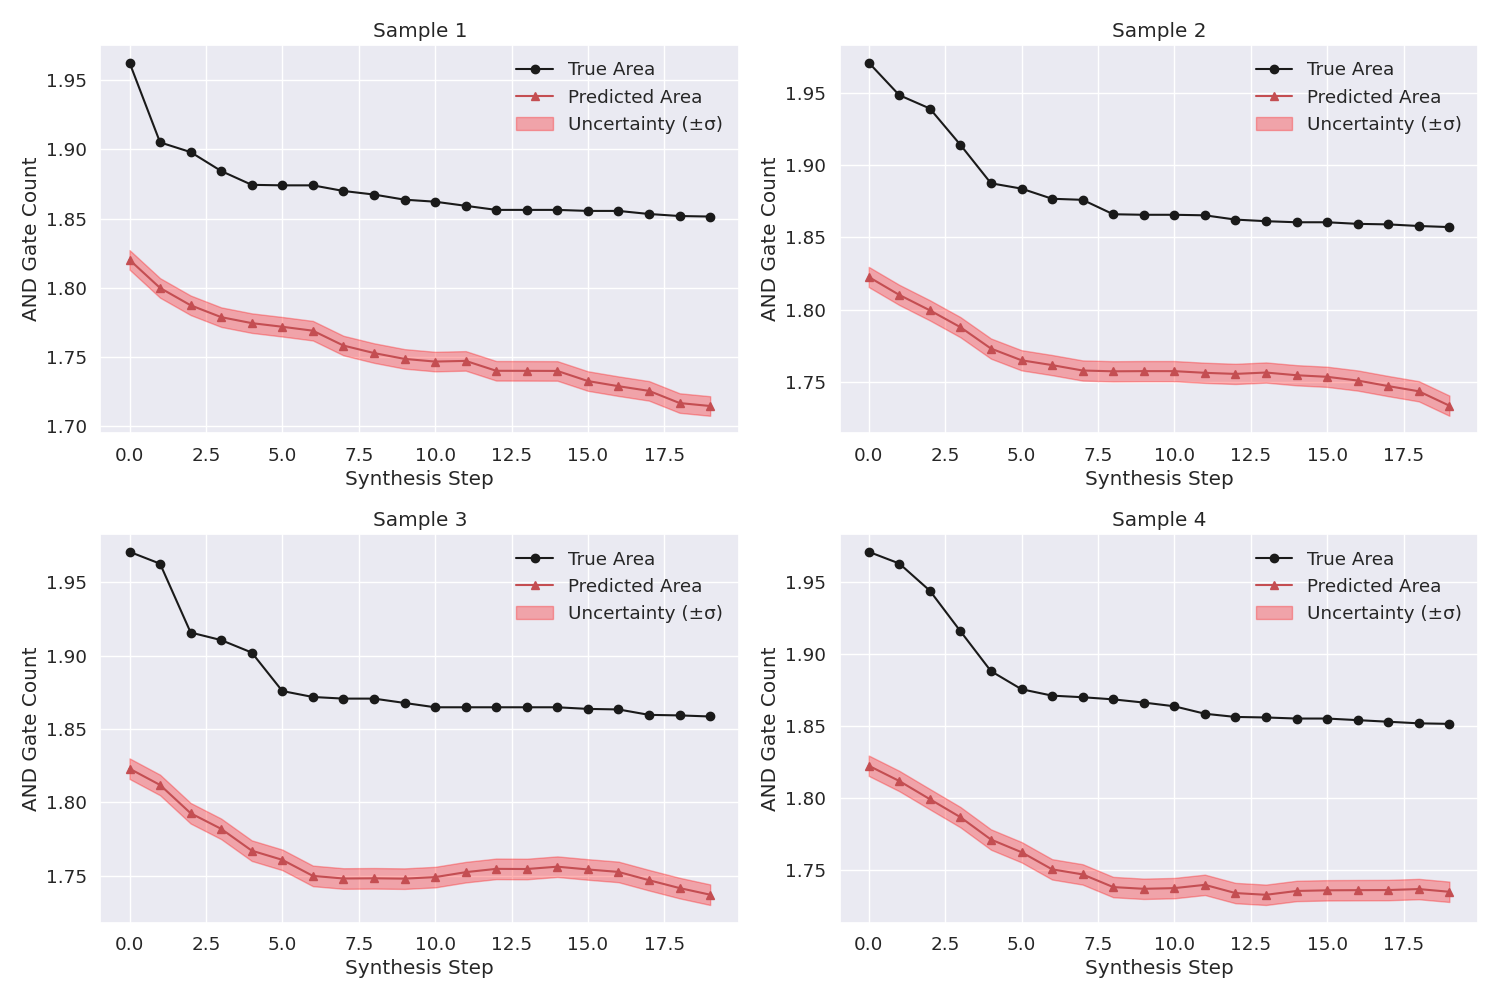 Sample 1
AND Gate Count
1.95
1.90
1.85
1.80
1.75
1.70
True Area
Predicted Area
Uncertainty (±σ)
0.0 2.5 5.0 7.5 10.0 12.5 15.0 17.5
Synthesis Step
Sample 2
AND Gate Count
1.95
1.90
1.85
1.80
1.75
True Area
Predicted Area
Uncertainty (±σ)
0.0 2.5 5.0 7.5 10.0 12.5 15.0 17.5
Synthesis Step
Sample 3
AND Gate Count
1.95
1.90
1.85
1.80
1.75
True Area
Predicted Area
Uncertainty (±σ)
0.0 2.5 5.0 7.5 10.0 12.5 15.0 17.5
Synthesis Step
Sample 4
AND Gate Count
1.95
1.90
1.85
1.80
1.75
True Area
Predicted Area
Uncertainty (±σ)
0.0 2.5 5.0 7.5 10.0 12.5 15.0 17.5
Synthesis Step